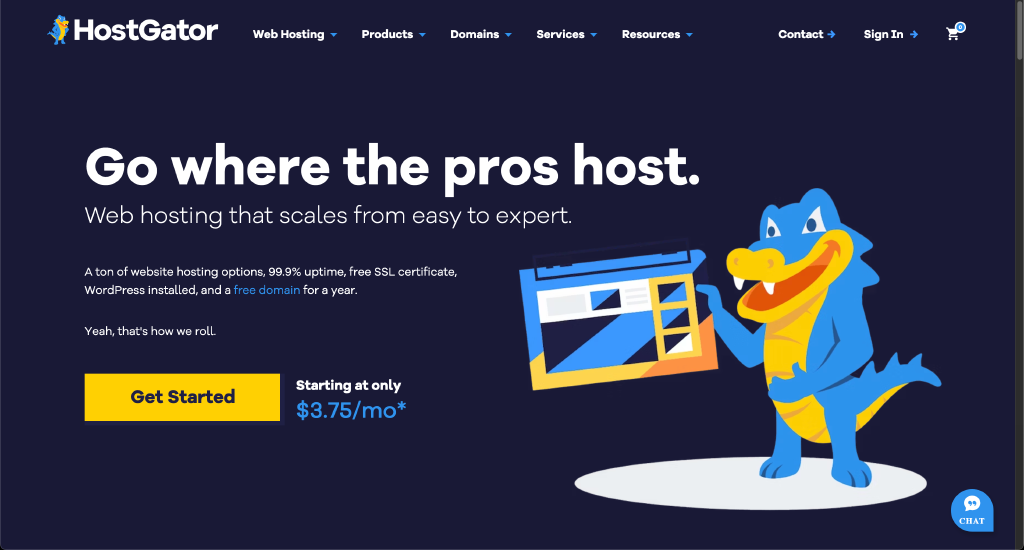 HostGator
Web Hosting
Products
Domains
Services
Resources
Contact
Sign In
0
Go where the pros host.
Web hosting that scales from easy to expert.
A ton of website hosting options, 99.9% uptime, free SSL certificate,
WordPress installed, and a free domain for a year.
Yeah, that's how we roll.
Get Started
Starting at only
$3.75/mo*
CHAT